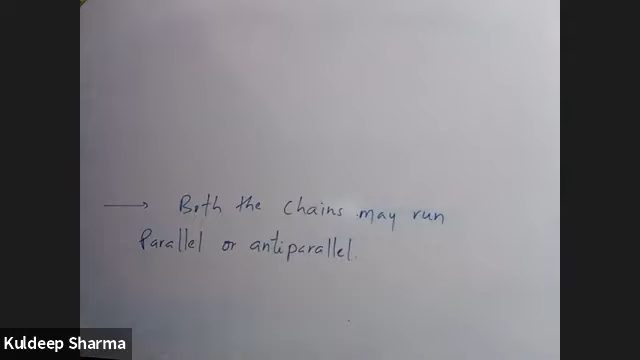 → Both the chains may run
Parallel or antiparallel.
Kuldeep Sharma